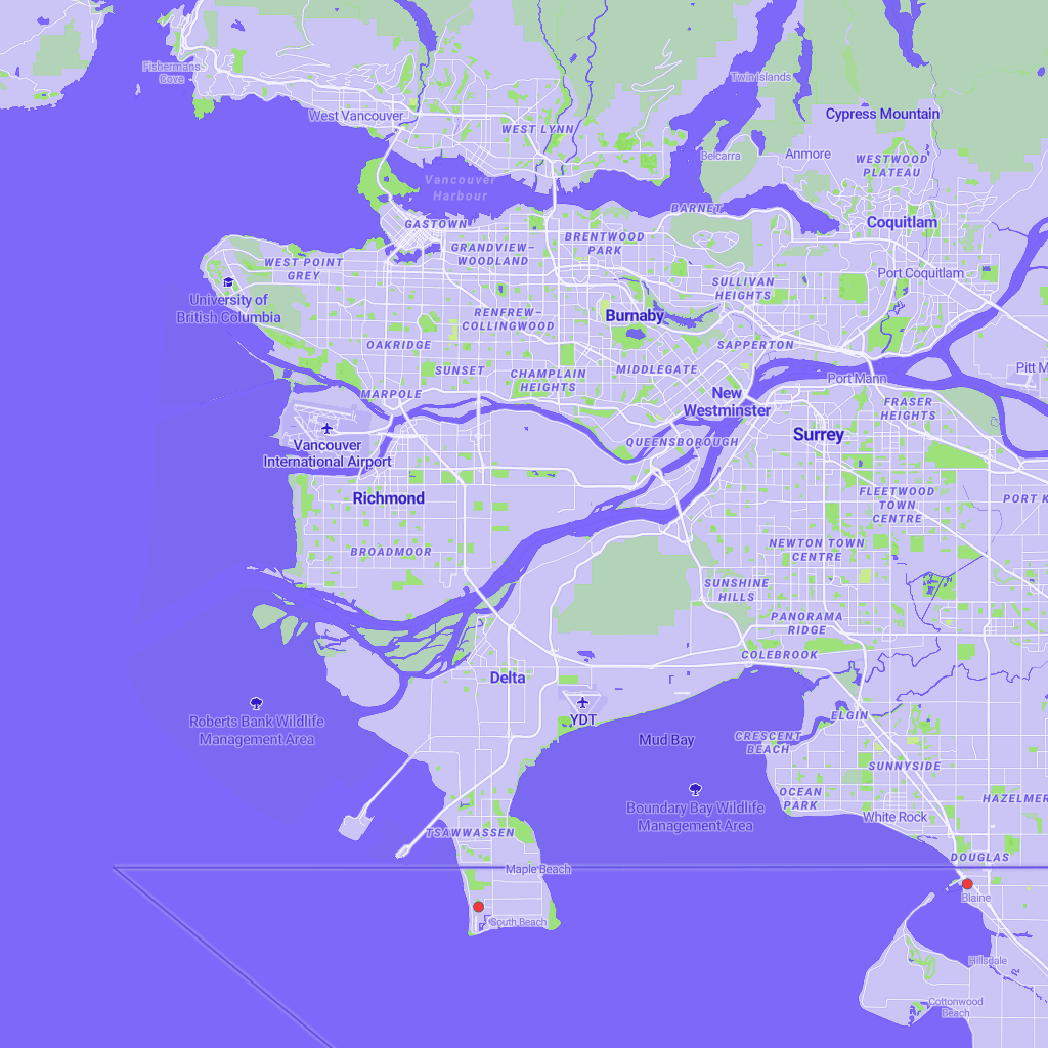 Fishermans
Cove
Twin Islands
West Vancouver
Cypress Mountain
WEST LYNN
Belcarra
Anmore
WESTWOOD
PLATEAU
Vancouver
Harbour
BARNET
GASTOWN
Coquitlam
BRENTWOOD
PARK
GRANDVIEW–
WOODLAND
WEST POINT
GREY
Port Coquitlam
SULLIVAN
HEIGHTS
University of
British Columbia
RENFREW–
COLLINGWOOD
Burnaby
OAKRIDGE
SAPPERTON
SUNSET
CHAMPLAIN
HEIGHTS
MIDDLEGATE
Port Mann
Pitt M
MARPOLE
New
Westminster
FRASER
HEIGHTS
Vancouver
International Airport
QUEENSBOROUGH
Surrey
Richmond
FLEETWOOD
TOWN
CENTRE
PORT K
BROADMOOR
NEWTON TOWN
CENTRE
SUNSHINE
HILLS
PANORAMA
RIDGE
COLEBROOK
Delta
Roberts Bank Wildlife
Management Area
YDT
ELGIN
Mud Bay
CRESCENT
BEACH
SUNNYSIDE
OCEAN
PARK
HAZELMER
Boundary Bay Wildlife
Management Area
White Rock
TSAWWASSEN
DOUGLAS
Maple Beach
Blaine
South Beach
Hillsdale
Cottonwood
Beach